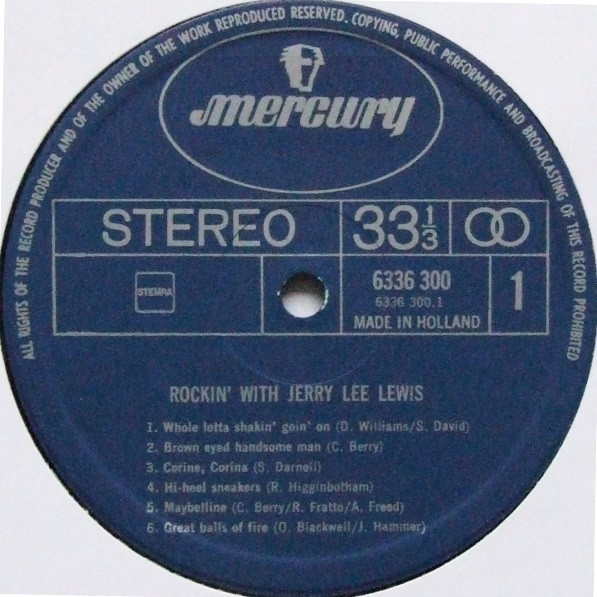 ALL RIGHTS OF THE RECORD PRODUCER AND OF THE OWNER OF THE WORK REPRODUCED RESERVED. COPYING, PUBLIC PERFORMANCE AND BROADCASTING OF THIS RECORD PROHIBITED
mercury
STEREO 33 1/3
STEMRA 6336 300 1
6336 300.1
MADE IN HOLLAND
ROCKIN' WITH JERRY LEE LEWIS
1. Whole lotta shakin' goin' on (D. Williams/S. David)
2. Brown eyed handsome man (C. Berry)
3. Corine, Corina (S. Darnell)
4. Hi-heel sneakers (R. Higginbotham)
5. Maybelline (C. Berry/R. Fratto/A. Freed)
6. Great balls of fire (O. Blackwell/J. Hammer)